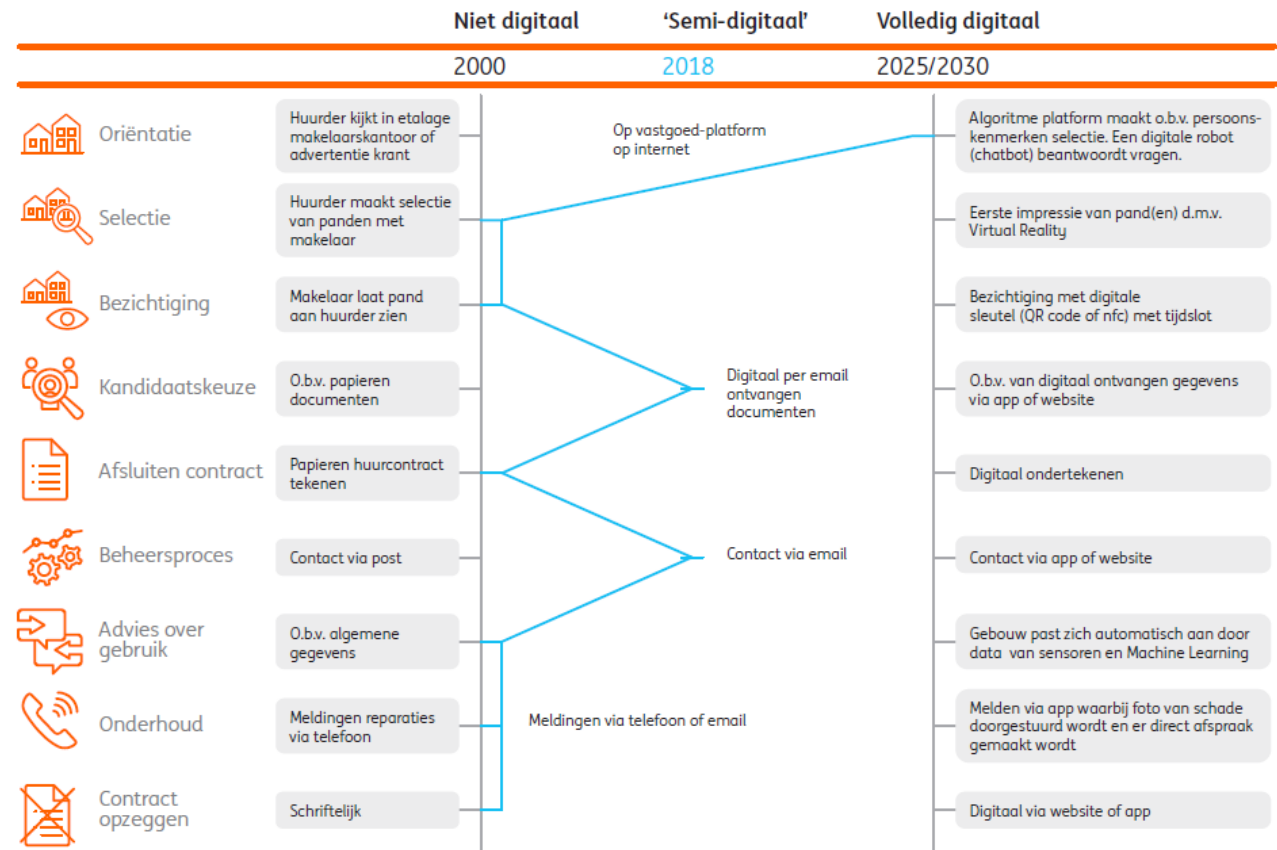 Niet digitaal
'Semi-digitaal'
Volledig digitaal
2000
2018
2025/2030
Oriëntatie
Huurder kijkt in etalage
makelaarskantoor of
advertentie krant
Op vastgoed-platform
op internet
Algoritme platform maakt o.b.v. persoons-
kenmerken selectie. Een digitale robot
(chatbot) beantwoordt vragen.
Selectie
Huurder maakt selectie
van panden met
makelaar
Eerste impressie van pand(en) d.m.v.
Virtual Reality
Bezichtiging
Makelaar laat pand
aan huurder zien
Bezichtiging met digitale
sleutel (QR code of nfc) met tijdslot
Kandidaatskeuze
O.b.v. papieren
documenten
Digitaal per email
ontvangen
documenten
O.b.v. van digitaal ontvangen gegevens
via app of website
Afsluiten contract
Papieren huurcontract
tekenen
Digitaal ondertekenen
Beheersproces
Contact via post
Contact via email
Contact via app of website
Advies over
gebruik
O.b.v. algemene
gegevens
Gebouw past zich automatisch aan door
data van sensoren en Machine Learning
Onderhoud
Meldingen reparaties
via telefoon
Meldingen via telefoon of email
Melden via app waarbij foto van schade
doorgestuurd wordt en er direct afspraak
gemaakt wordt
Contract
opzeggen
Schriftelijk
Digitaal via website of app